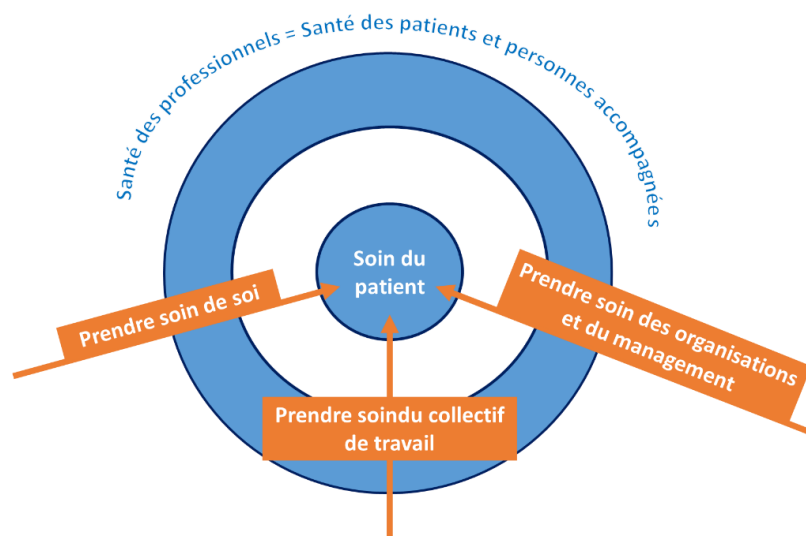 Santé des professionnels = Santé des patients et personnes accompagnée s
Soin du
patient
Prendre soin de soi
Prendre soin des organisations
et du management
Prendre soindu collectif
de travail